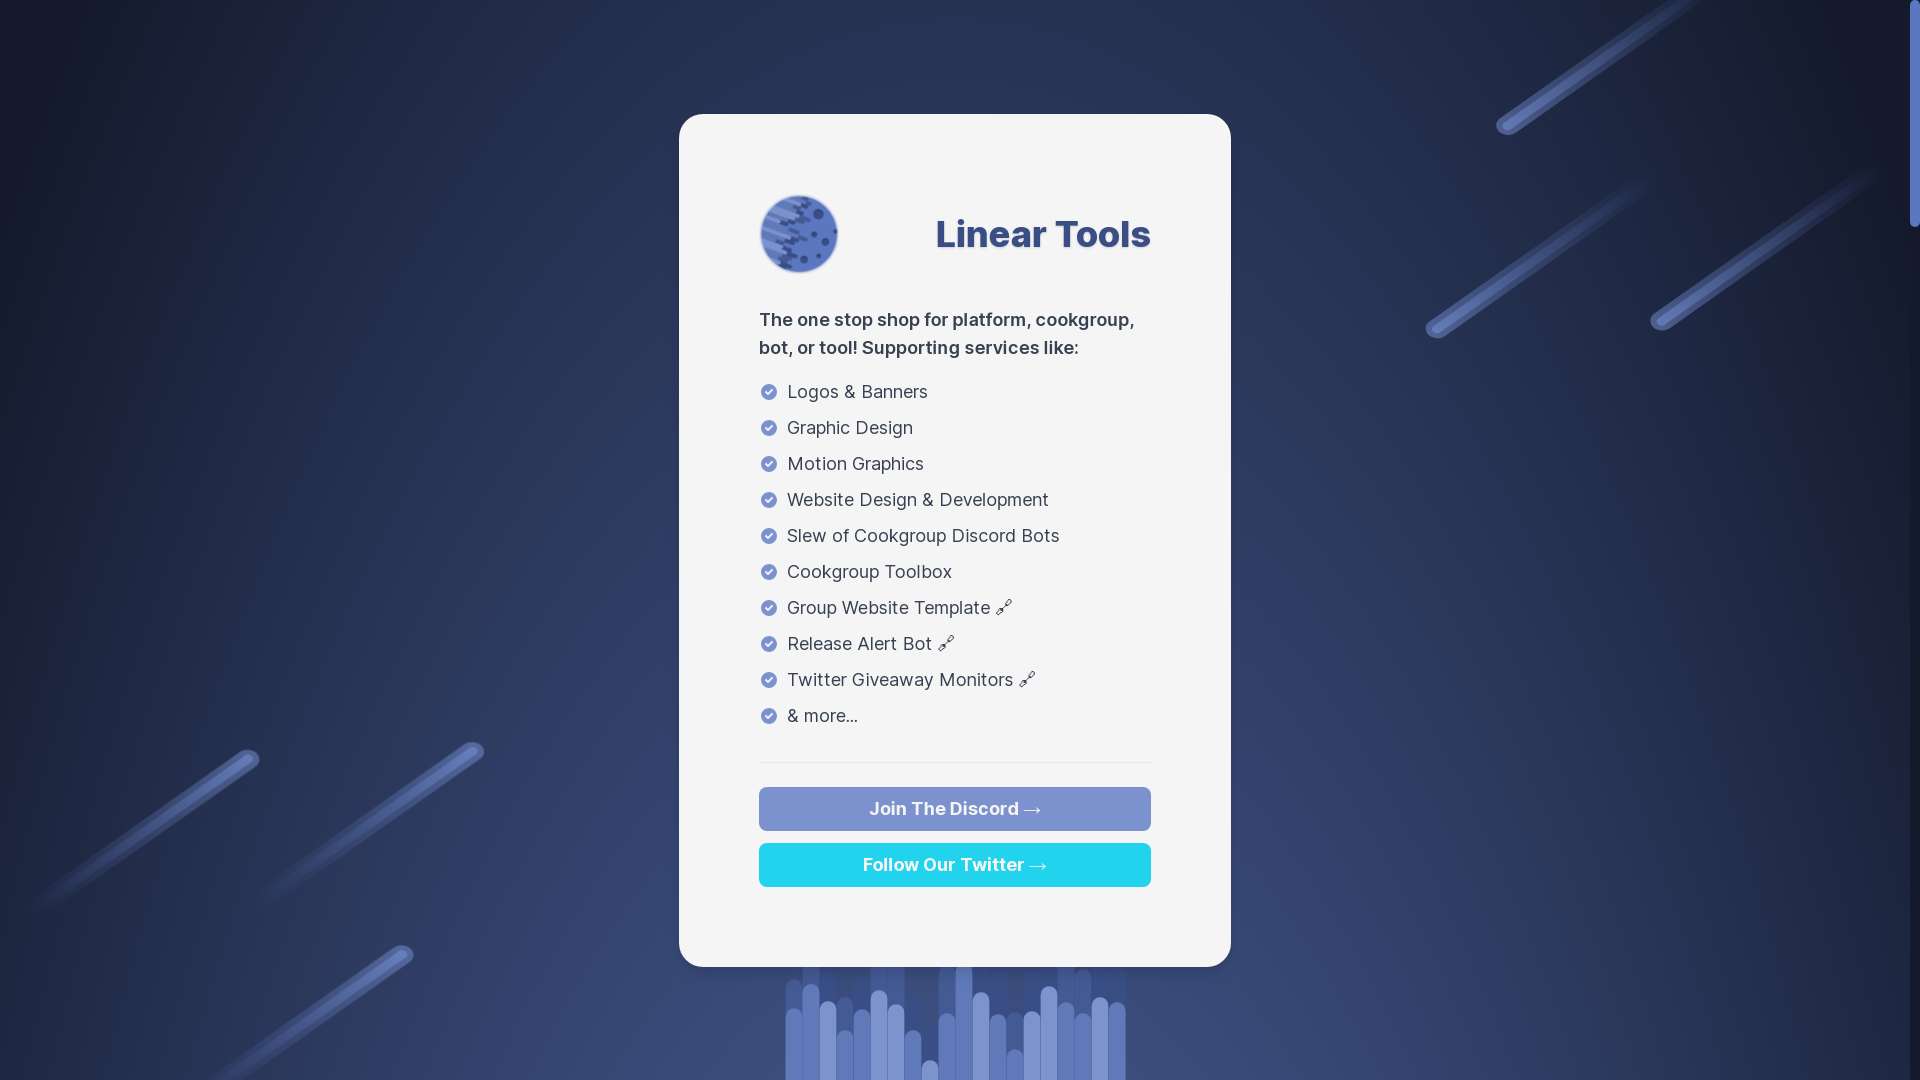 Linear Tools
The one stop shop for platform, cookgroup,
bot, or tool! Supporting services like:
Logos & Banners
Graphic Design
Motion Graphics
Website Design & Development
Slew of Cookgroup Discord Bots
Cookgroup Toolbox
Group Website Template 🔗
Release Alert Bot 🔗
Twitter Giveaway Monitors 🔗
& more...
Join The Discord →
Follow Our Twitter →